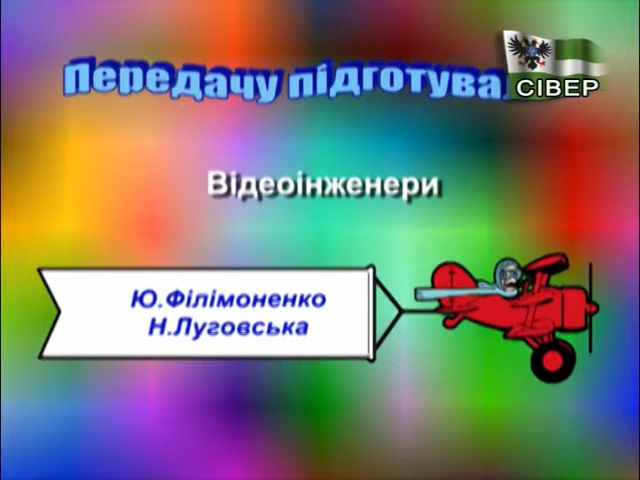 Передачу підготува
СІВЕР
Відеоінженери
Ю.Філімоненко
Н.Луговська